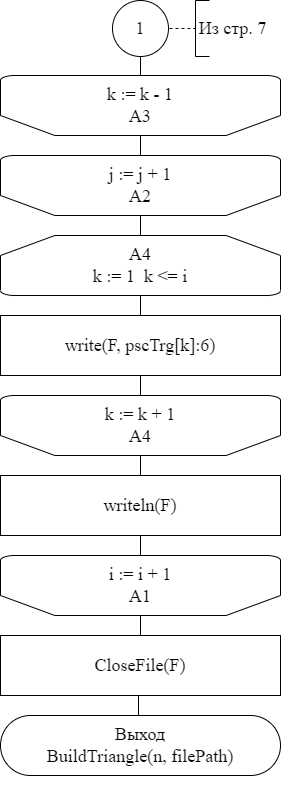 1
Из стр. 7
k := k - 1
A3
j := j + 1
A2
A4
k := 1  k <= i
write(F, pscTrg[k]:6)
k := k + 1
A4
writeln(F)
i := i + 1
A1
CloseFile(F)
Выход
BuildTriangle(n, filePath)